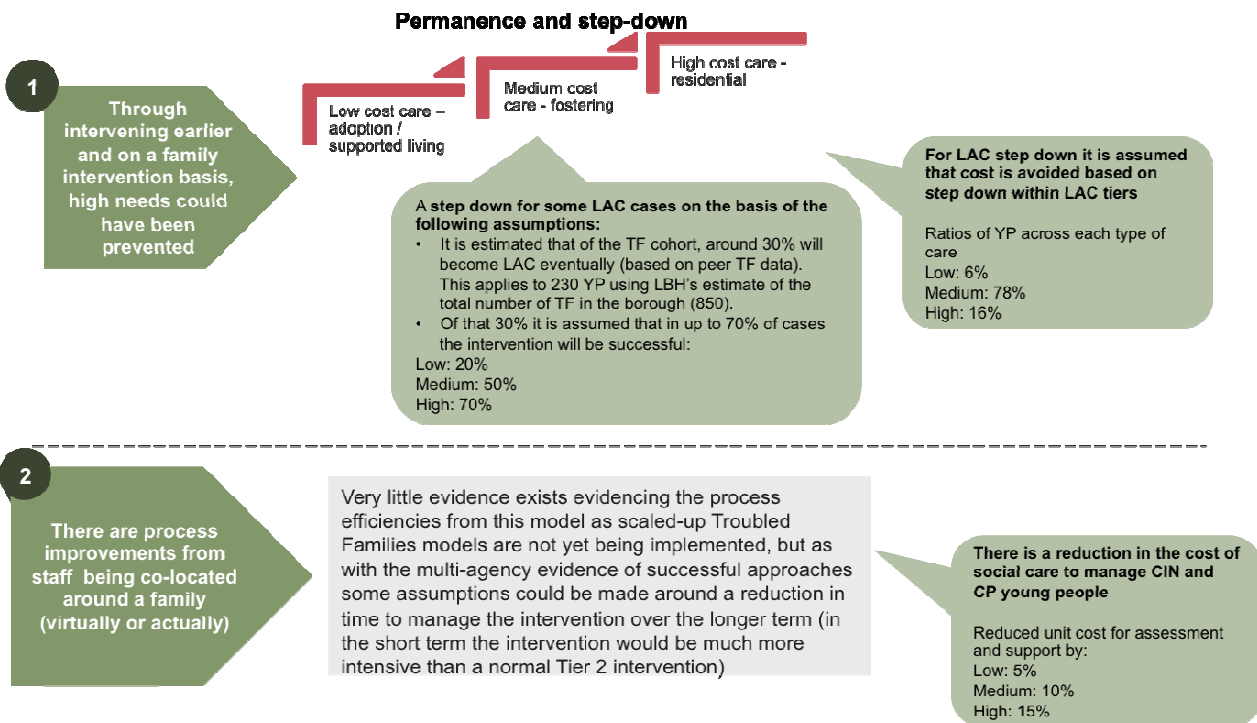 Permanence and step-down
1
Through
intervening earlier
and on a family
intervention basis,
high needs could
have been
prevented
Low cost care –
adoption /
supported living
Medium cost
care - fostering
High cost care -
residential
A step down for some LAC cases on the basis of the
following assumptions:
• It is estimated that of the TF cohort, around 30% will
become LAC eventually (based on peer TF data).
This applies to 230 YP using LBH's estimate of the
total number of TF in the borough (850).
• Of that 30% it is assumed that in up to 70% of cases
the intervention will be successful:
Low: 20%
Medium: 50%
High: 70%
For LAC step down it is assumed
that cost is avoided based on
step down within LAC tiers
Ratios of YP across each type of
care
Low: 6%
Medium: 78%
High: 16%
2
There are process
improvements from
staff being co-located
around a family
(virtually or actually)
Very little evidence exists evidencing the process
efficiencies from this model as scaled-up Troubled
Families models are not yet being implemented, but as
with the multi-agency evidence of successful approaches
some assumptions could be made around a reduction in
time to manage the intervention over the longer term (in
the short term the intervention would be much more
intensive than a normal Tier 2 intervention)
There is a reduction in the cost of
social care to manage CIN and
CP young people
Reduced unit cost for assessment
and support by:
Low: 5%
Medium: 10%
High: 15%